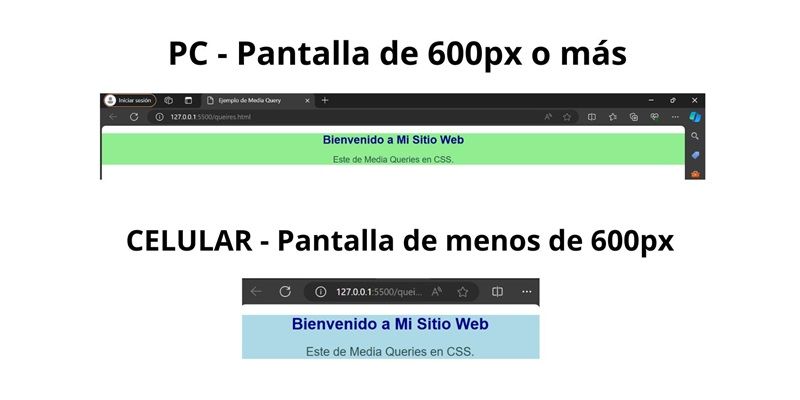 PC - Pantalla de 600px o más
Iniciar sesión
Ejemplo de Media Query
127.0.0.1:5500/queires.html
Bienvenido a Mi Sitio Web
Este de Media Queries en CSS.
CELULAR - Pantalla de menos de 600px
127.0.0.1:5500/quei...
Bienvenido a Mi Sitio Web
Este de Media Queries en CSS.